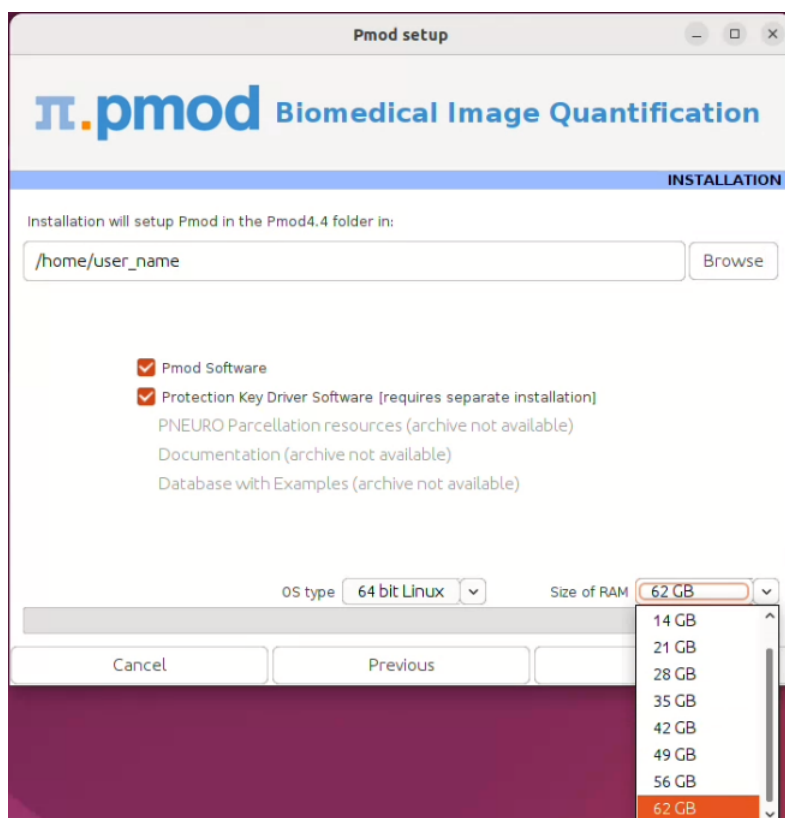 Pmod setup
π.pmod Biomedical Image Quantification
INSTALLATION
Installation will setup Pmod in the Pmod4.4 folder in:
/home/user_name
Browse
Pmod Software
Protection Key Driver Software [requires separate installation]
PNEURO Parcellation resources (archive not available)
Documentation (archive not available)
Database with Examples (archive not available)
OS type 64 bit Linux Size of RAM 62 GB
14 GB
Cancel Previous
21 GB
28 GB
35 GB
42 GB
49 GB
56 GB
62 GB